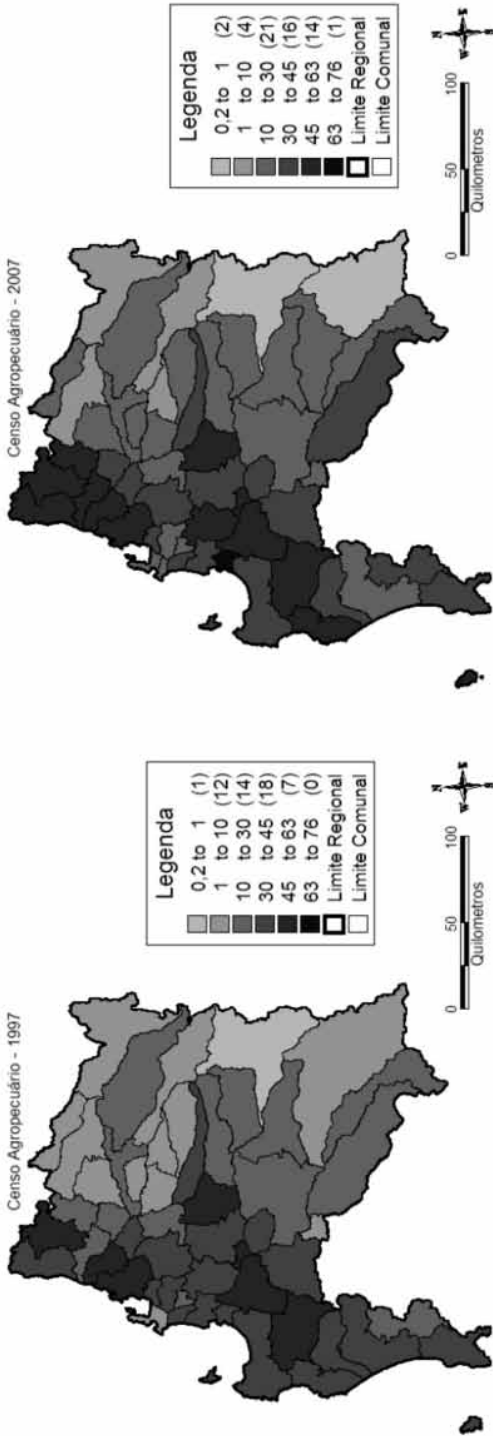 Censo Agropecuário - 1997
Legenda
0,2 to 1 (1)
1 to 10 (12)
10 to 30 (14)
30 to 45 (18)
45 to 63 (7)
63 to 76 (0)
Limite Regional
Limite Comunal
0 50 100
Quilometros
N
W E
S
Censo Agropecuário - 2007
Legenda
0,2 to 1 (2)
1 to 10 (4)
10 to 30 (21)
30 to 45 (16)
45 to 63 (14)
63 to 76 (1)
Limite Regional
Limite Comunal
0 50 100
Quilometros
N
W E
S